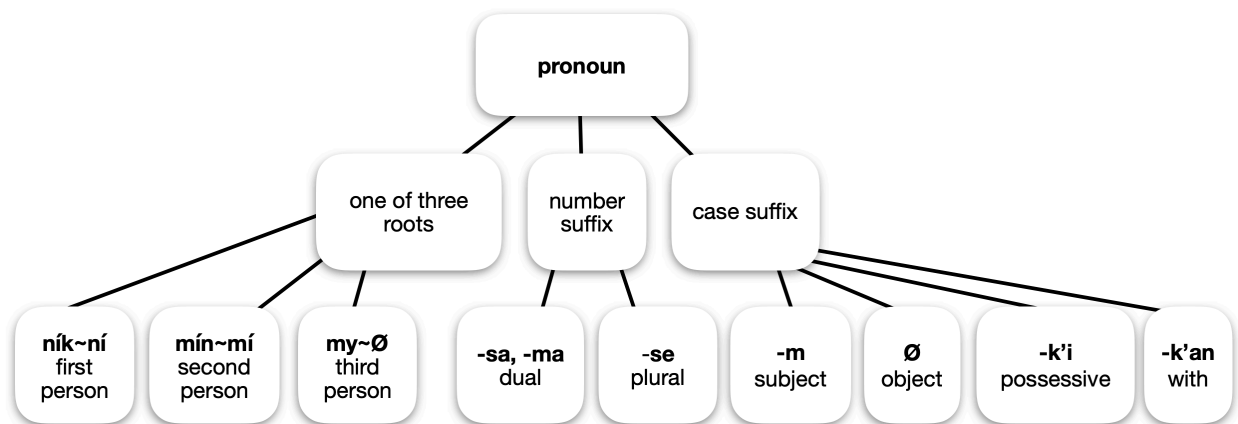 pronoun
one of three
roots
number
suffix
case suffix
ník~ní
first
person
mín~mí
second
person
my~Ø
third
person
-sa, -ma
dual
-se
plural
-m
subject
Ø
object
-k’i
possessive
-k’an
with